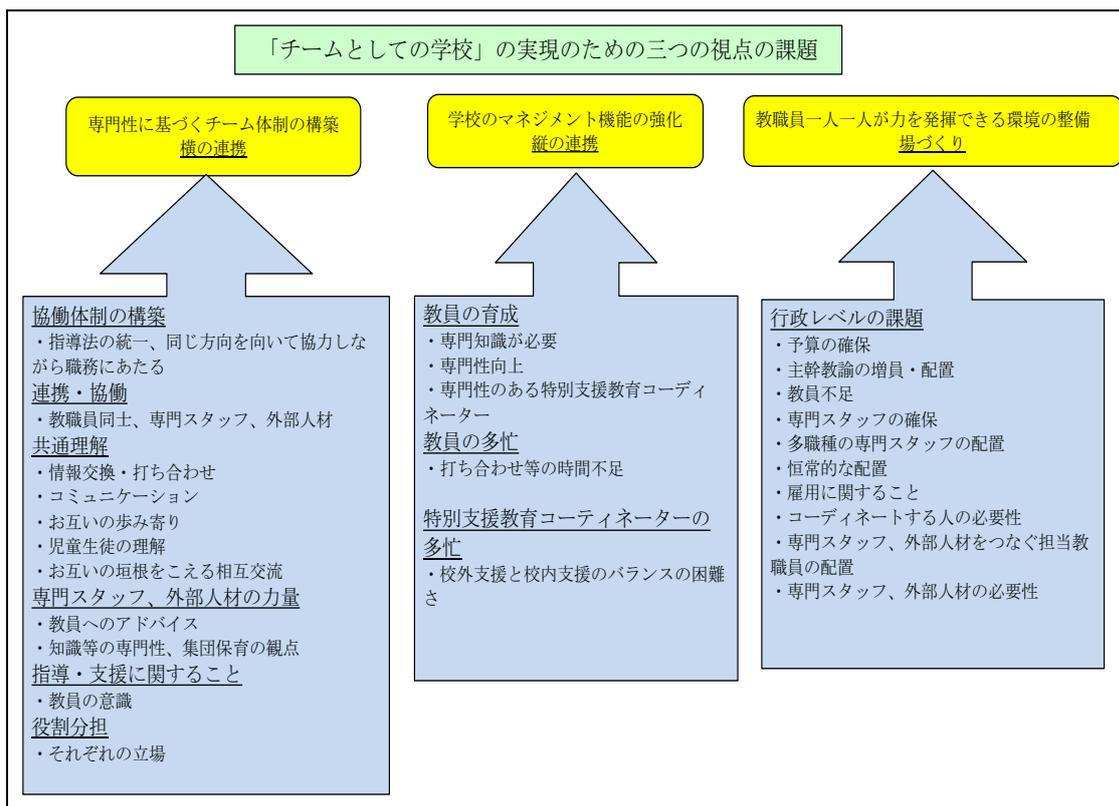 「チームとしての学校」の実現のための三つの視点の課題
専門性に基づくチーム体制の構築
横の連携
協働体制の構築
・指導法の統一、同じ方向を向いて協力しな
がら職務にあたる
連携・協働
・教職員同士、専門スタッフ、外部人材
共通理解
・情報交換・打ち合わせ
・コミュニケーション
・お互いの歩み寄り
・児童生徒の理解
・お互いの垣根をこえる相互交流
専門スタッフ、外部人材の力量
・教員へのアドバイス
・知識等の専門性、集団保育の観点
指導・支援に関すること
・教員の意識
役割分担
・それぞれの立場
学校のマネジメント機能の強化
縦の連携
教員の育成
・専門知識が必要
・専門性向上
・専門性のある特別支援教育コーディ
ネーター
教員の多忙
・打ち合わせ等の時間不足
特別支援教育コーティネーターの
多忙
・校外支援と校内支援のバランスの困難
さ
教職員一人一人が力を発揮できる環境の整備
場づくり
行政レベルの課題
・予算の確保
・主幹教諭の増員・配置
・教員不足
・専門スタッフの確保
・多職種の専門スタッフの配置
・恒常的な配置
・雇用に関すること
・コーディネートする人の必要性
・専門スタッフ、外部人材をつなぐ担当教
職員の配置
・専門スタッフ、外部人材の必要性